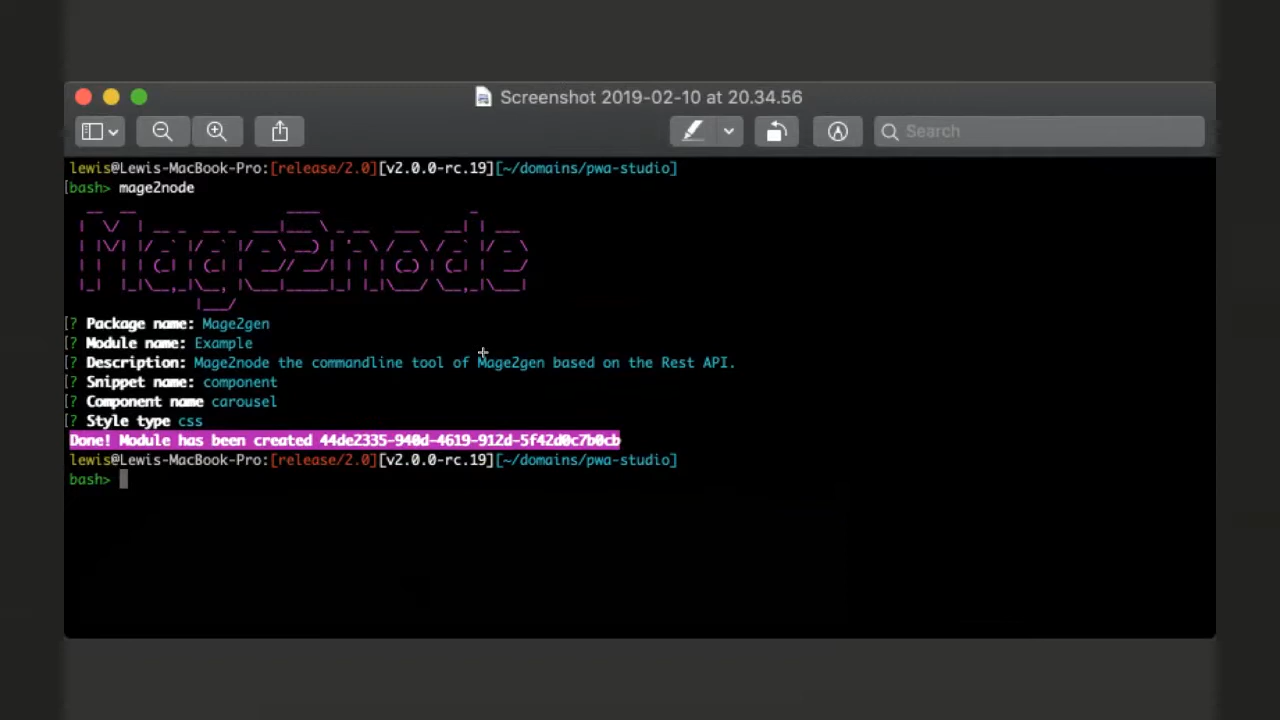 Screenshot 2019-02-10 at 20.34.56
Search
lewis@Lewis-MacBook-Pro:[release/2.0][v2.0.0-rc.19][~/domains/pwa-studio]
[bash> mage2node
Mage2node
[? Package name: Mage2gen
[? Module name: Example
[? Description: Mage2node the commandline tool of Mage2gen based on the Rest API.
[? Snippet name: component
[? Component name carousel
[? Style type css
Done! Module has been created 44de2335-940d-4619-912d-5f42d0c7b0cb
lewis@Lewis-MacBook-Pro:[release/2.0][v2.0.0-rc.19][~/domains/pwa-studio]
bash>